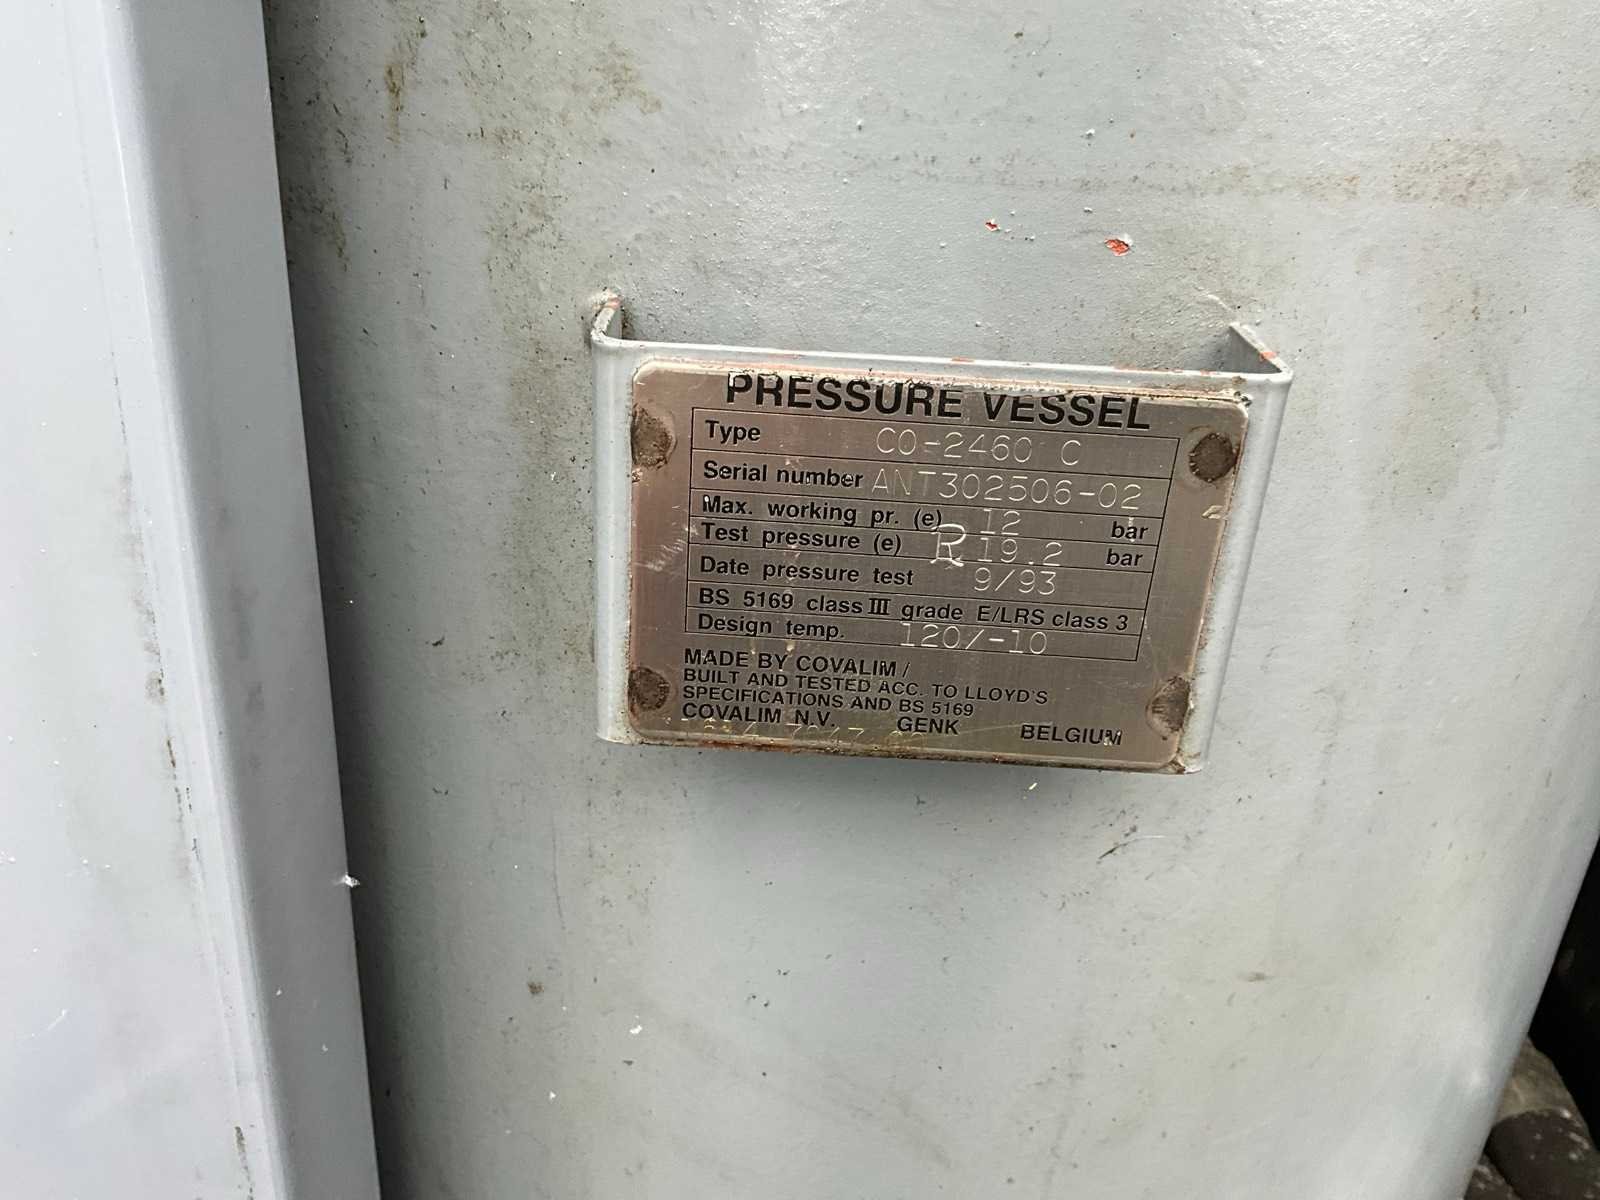 PRESSURE VESSEL
Type CO-2460 C
Serial number ANT302506-02
Max. working pr. (e) 12 bar
Test pressure (e) R 19.2 bar
Date pressure test 9/93
BS 5169 class III grade E/LRS class 3
Design temp. 120/-10
MADE BY COVALIM /
BUILT AND TESTED ACC. TO LLOYD'S
SPECIFICATIONS AND BS 5169
COVALIM N.V. GENK BELGIUM